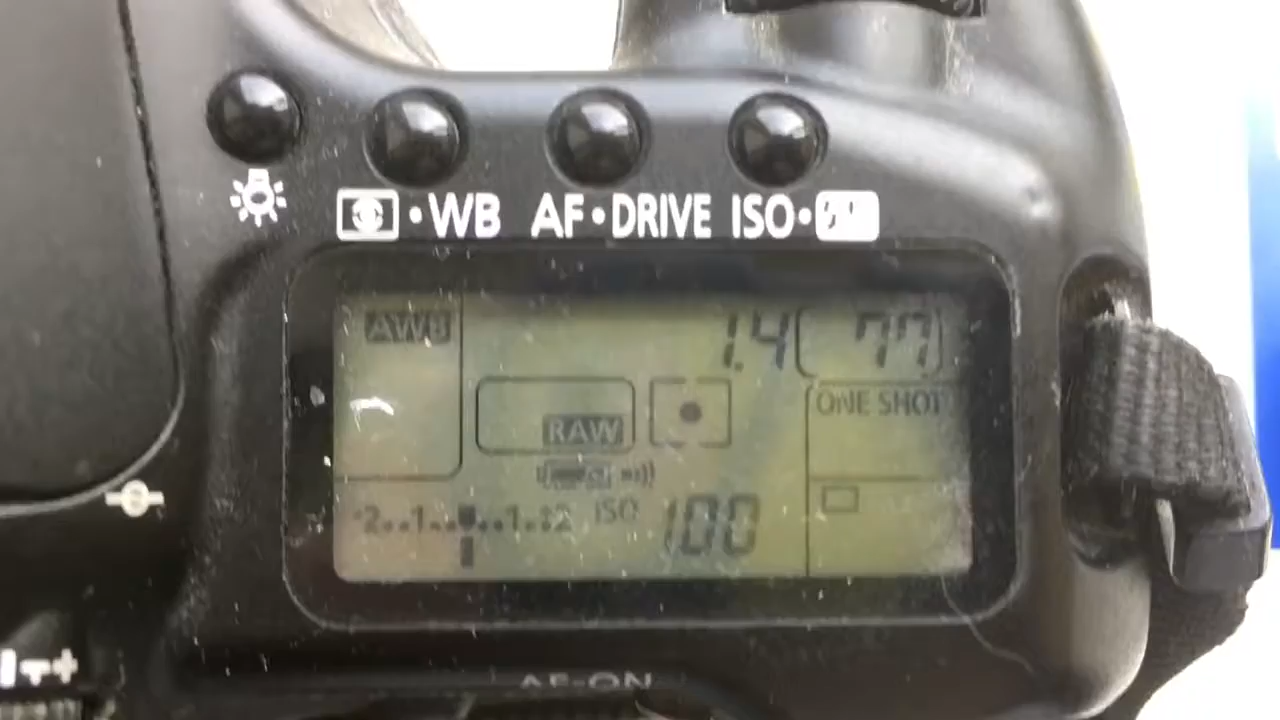 WB AF•DRIVE ISO•
AWB 1.4 [ 77]
RAW ONE SHOT
-2..1..▼..1.:2 ISO 100
AF-ON